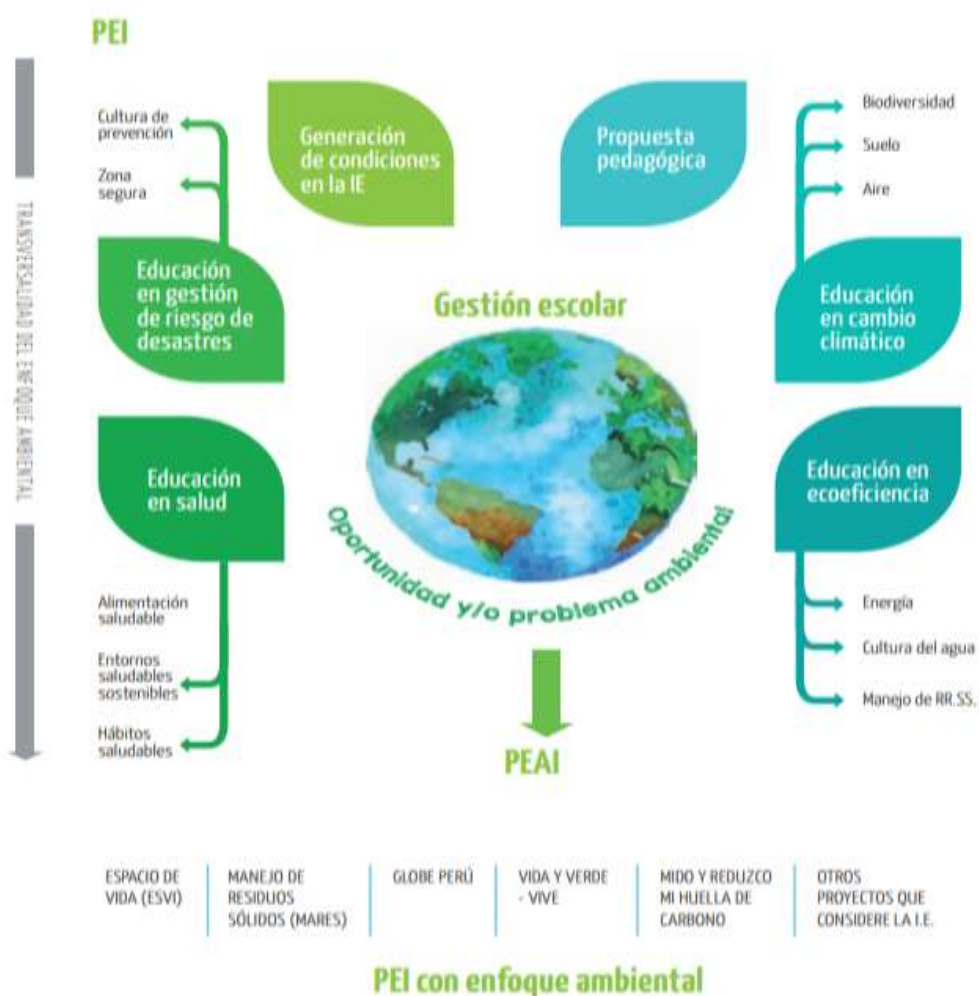 PEI
TRANSVERSALIDAD DEL ENFOQUE AMBIENTAL
Cultura de
prevención
Zona
segura
Generación
de condiciones
en la IE
Propuesta
pedagógica
Biodiversidad
Suelo
Aire
Educación
en gestión
de riesgo de
desastres
Gestión escolar
Educación
en cambio
climático
Educación
en salud
Educación en
ecoeficiencia
Oportunidad y/o problema ambiental
Alimentación
saludable
Entornos
saludables
sostenibles
Hábitos
saludables
Energía
Cultura del agua
Manejo de RR.SS.
PEAI
ESPACIO DE
VIDA (ESVI)
MANEJO DE
RESIDUOS
SÓLIDOS (MARES)
GLOBE PERÚ
VIDA Y VERDE
- VIVE
MIDO Y REDUZCO
MI HUELLA DE
CARBONO
OTROS
PROYECTOS QUE
CONSIDERE LA I.E.
PEI con enfoque ambiental